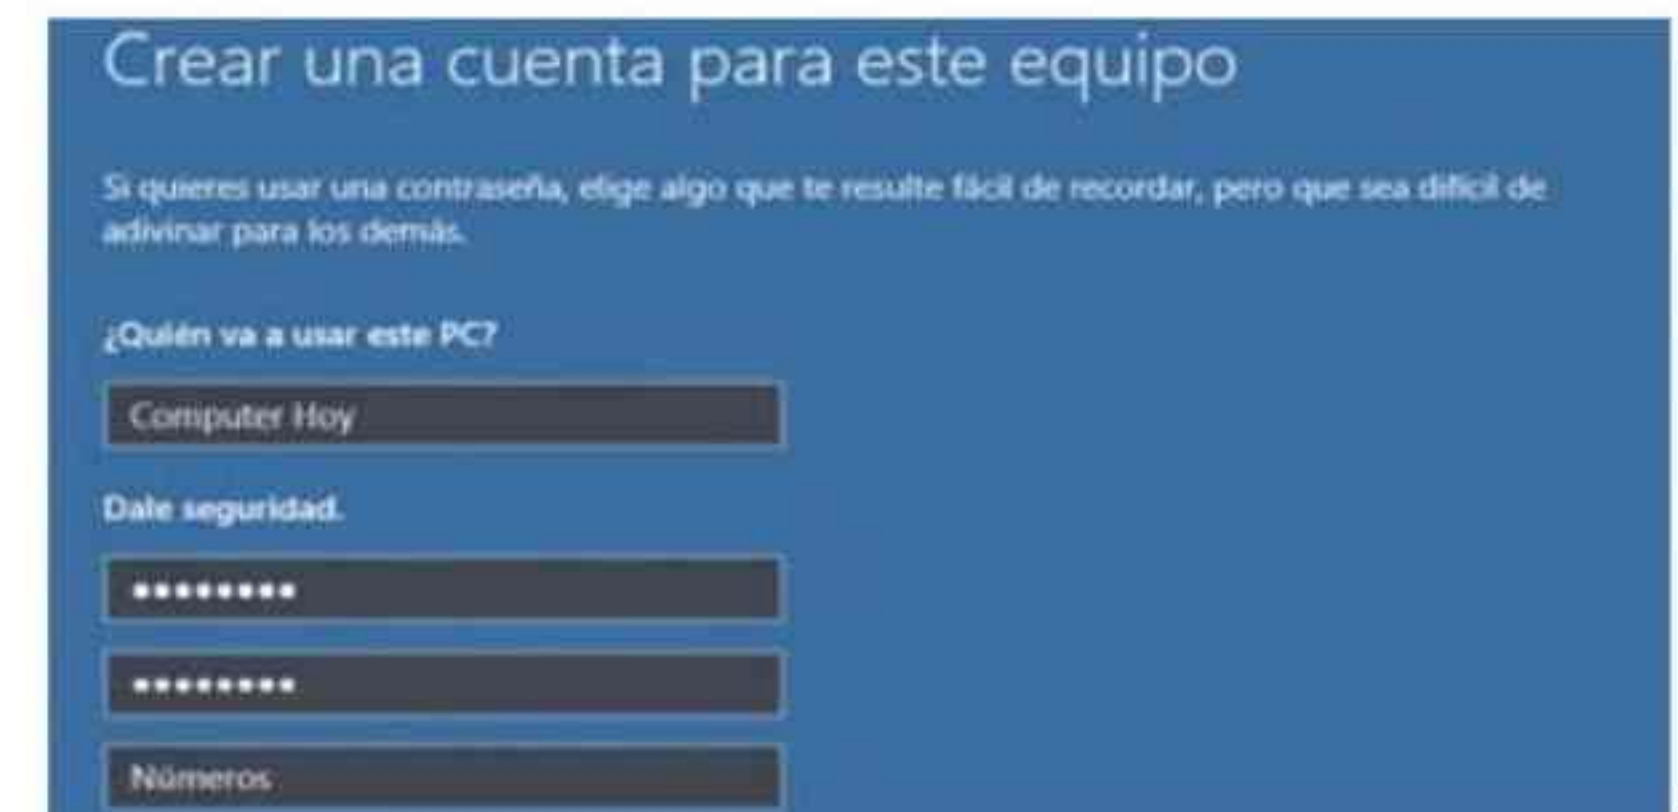 Crear una cuenta para este equipo
Si quieres usar una contraseña, elige algo que te resulte fácil de recordar, pero que sea difícil de
adivinar para los demás.
¿Quién va a usar este PC?
Computer Hoy
Dale seguridad.
••••••••
••••••••
Números